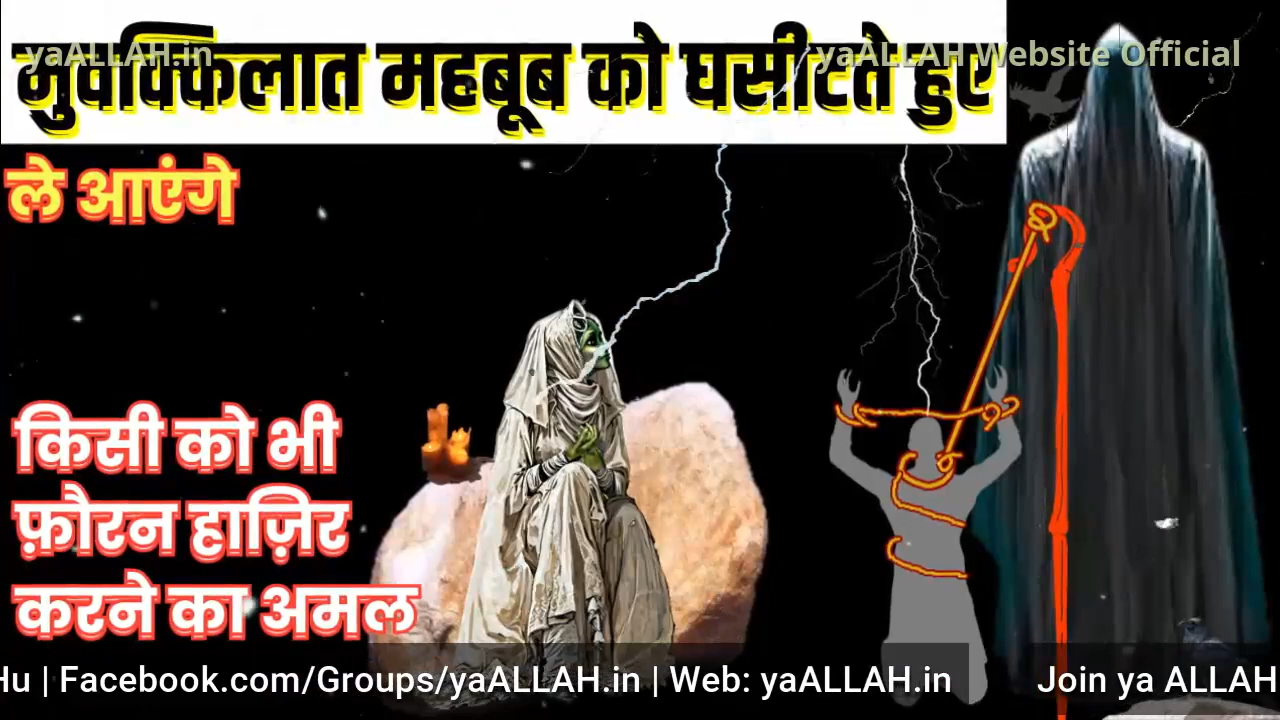 yaALLAH.in
yaALLAH Website Official
मुवक्किलात महबूब को घसीटते हुए
ले आएंगे
किसी को भी
फ़ौरन हाज़िर
करने का अमल
Hu | Facebook.com/Groups/yaALLAH.in | Web: yaALLAH.in
Join ya ALLAH